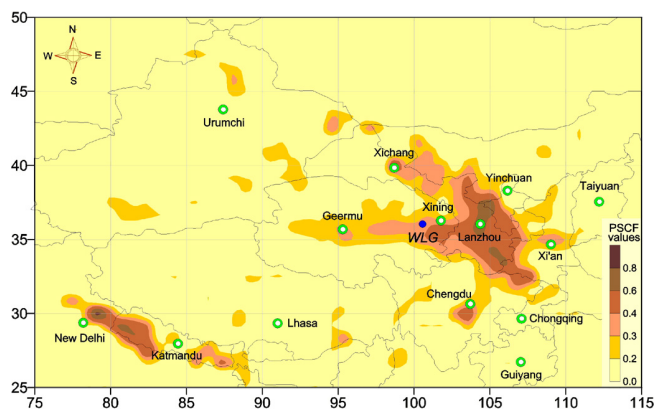 50
45
40
35
30
25
75
80
85
90
95
100
105
110
115
N
W
E
S
Urumchi
Xichang
Yinchuan
Taiyuan
Xining
Geermu
WLG
Lanzhou
Xi'an
Chengdu
Chongqing
New Delhi
Lhasa
Katmandu
Guiyang
PSCF
values
0.8
0.6
0.4
0.3
0.2
0.0